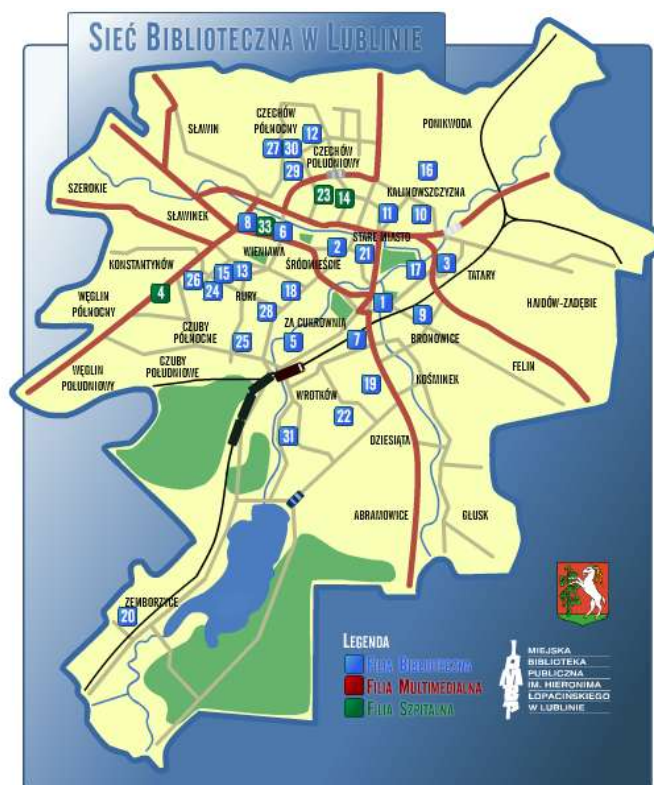 SIEĆ BIBLIOTECZNA W LUBLINIE
SŁAWIN
CZECHÓW
PÓŁNOCNY
12
PONIKWODA
27
30
CZECHÓW
POŁUDNIOWY
29
16
SZEROKIE
SŁAWINEK
23
14
KALINOWSZCZYZNA
11
10
8
33
6
WIENIAWA
2
STARE MIASTO
21
ŚRÓDMIEŚCIE
17
3
TATARY
KONSTANTYNÓW
26
15
13
24
RURY
18
4
WĘGLIN
PÓŁNOCNY
HAJDÓW-ZADĘBIE
1
28
ZA CUKROWNIĄ
9
CZUBY
PÓŁNOCNE
25
5
7
BRONOWICE
WĘGLIN
POŁUDNIOWY
CZUBY
POŁUDNIOWE
FELIN
KOŚMINEK
19
WROTKÓW
22
31
DZIESIĄTA
ABRAMOWICE
GŁUSK
ZEMBORZYCE
20
LEGENDA
FILIA BIBLIOTECZNA
FILIA MULTIMEDIALNA
FILIA SZPITALNA
MIEJSKA
BIBLIOTEKA
PUBLICZNA
IM. HIERONIMA
ŁOPACIŃSKIEGO
W LUBLINIE